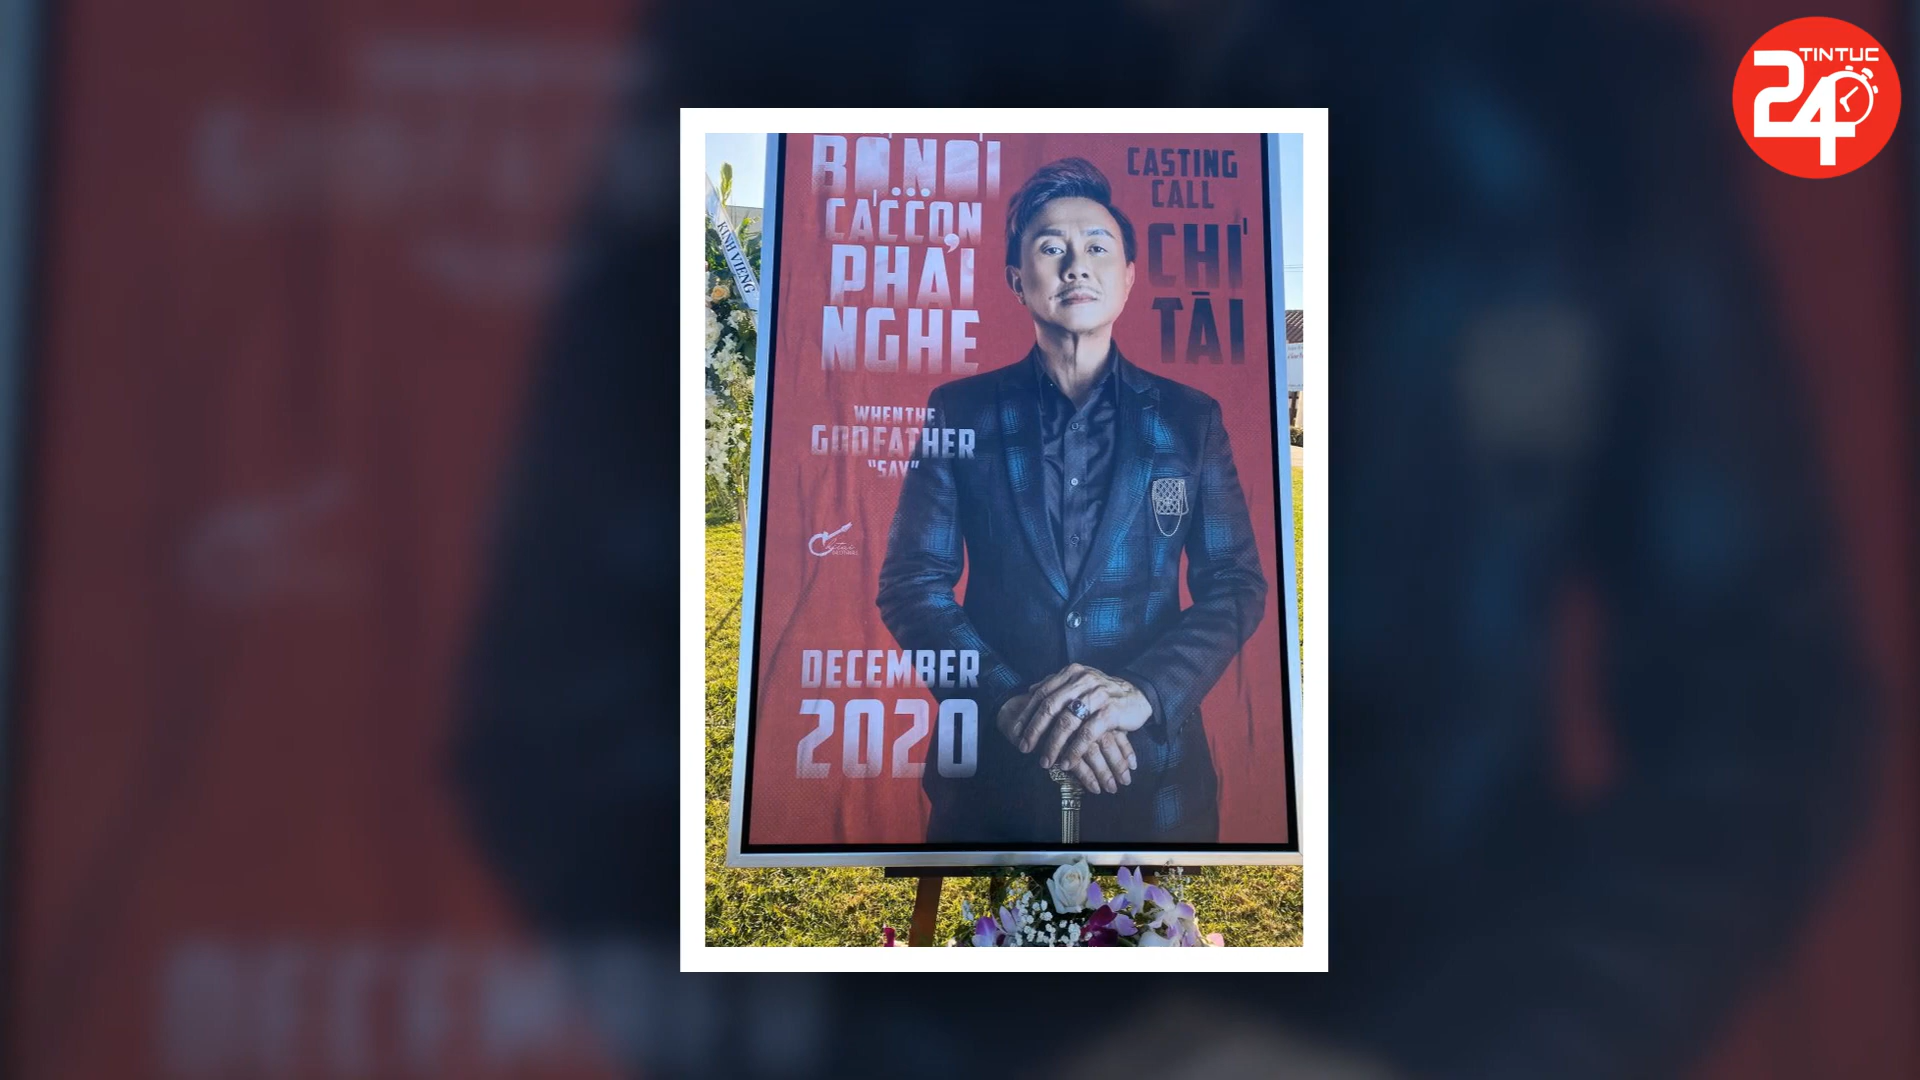 TINTUC
24
KÍNH VIẾNG
BỐ NÓI
CÁC CON
PHẢI
NGHE
CASTING
CALL
CHÍ
TÀI
WHEN THE
GODFATHER
"SAY"
DECEMBER
2020